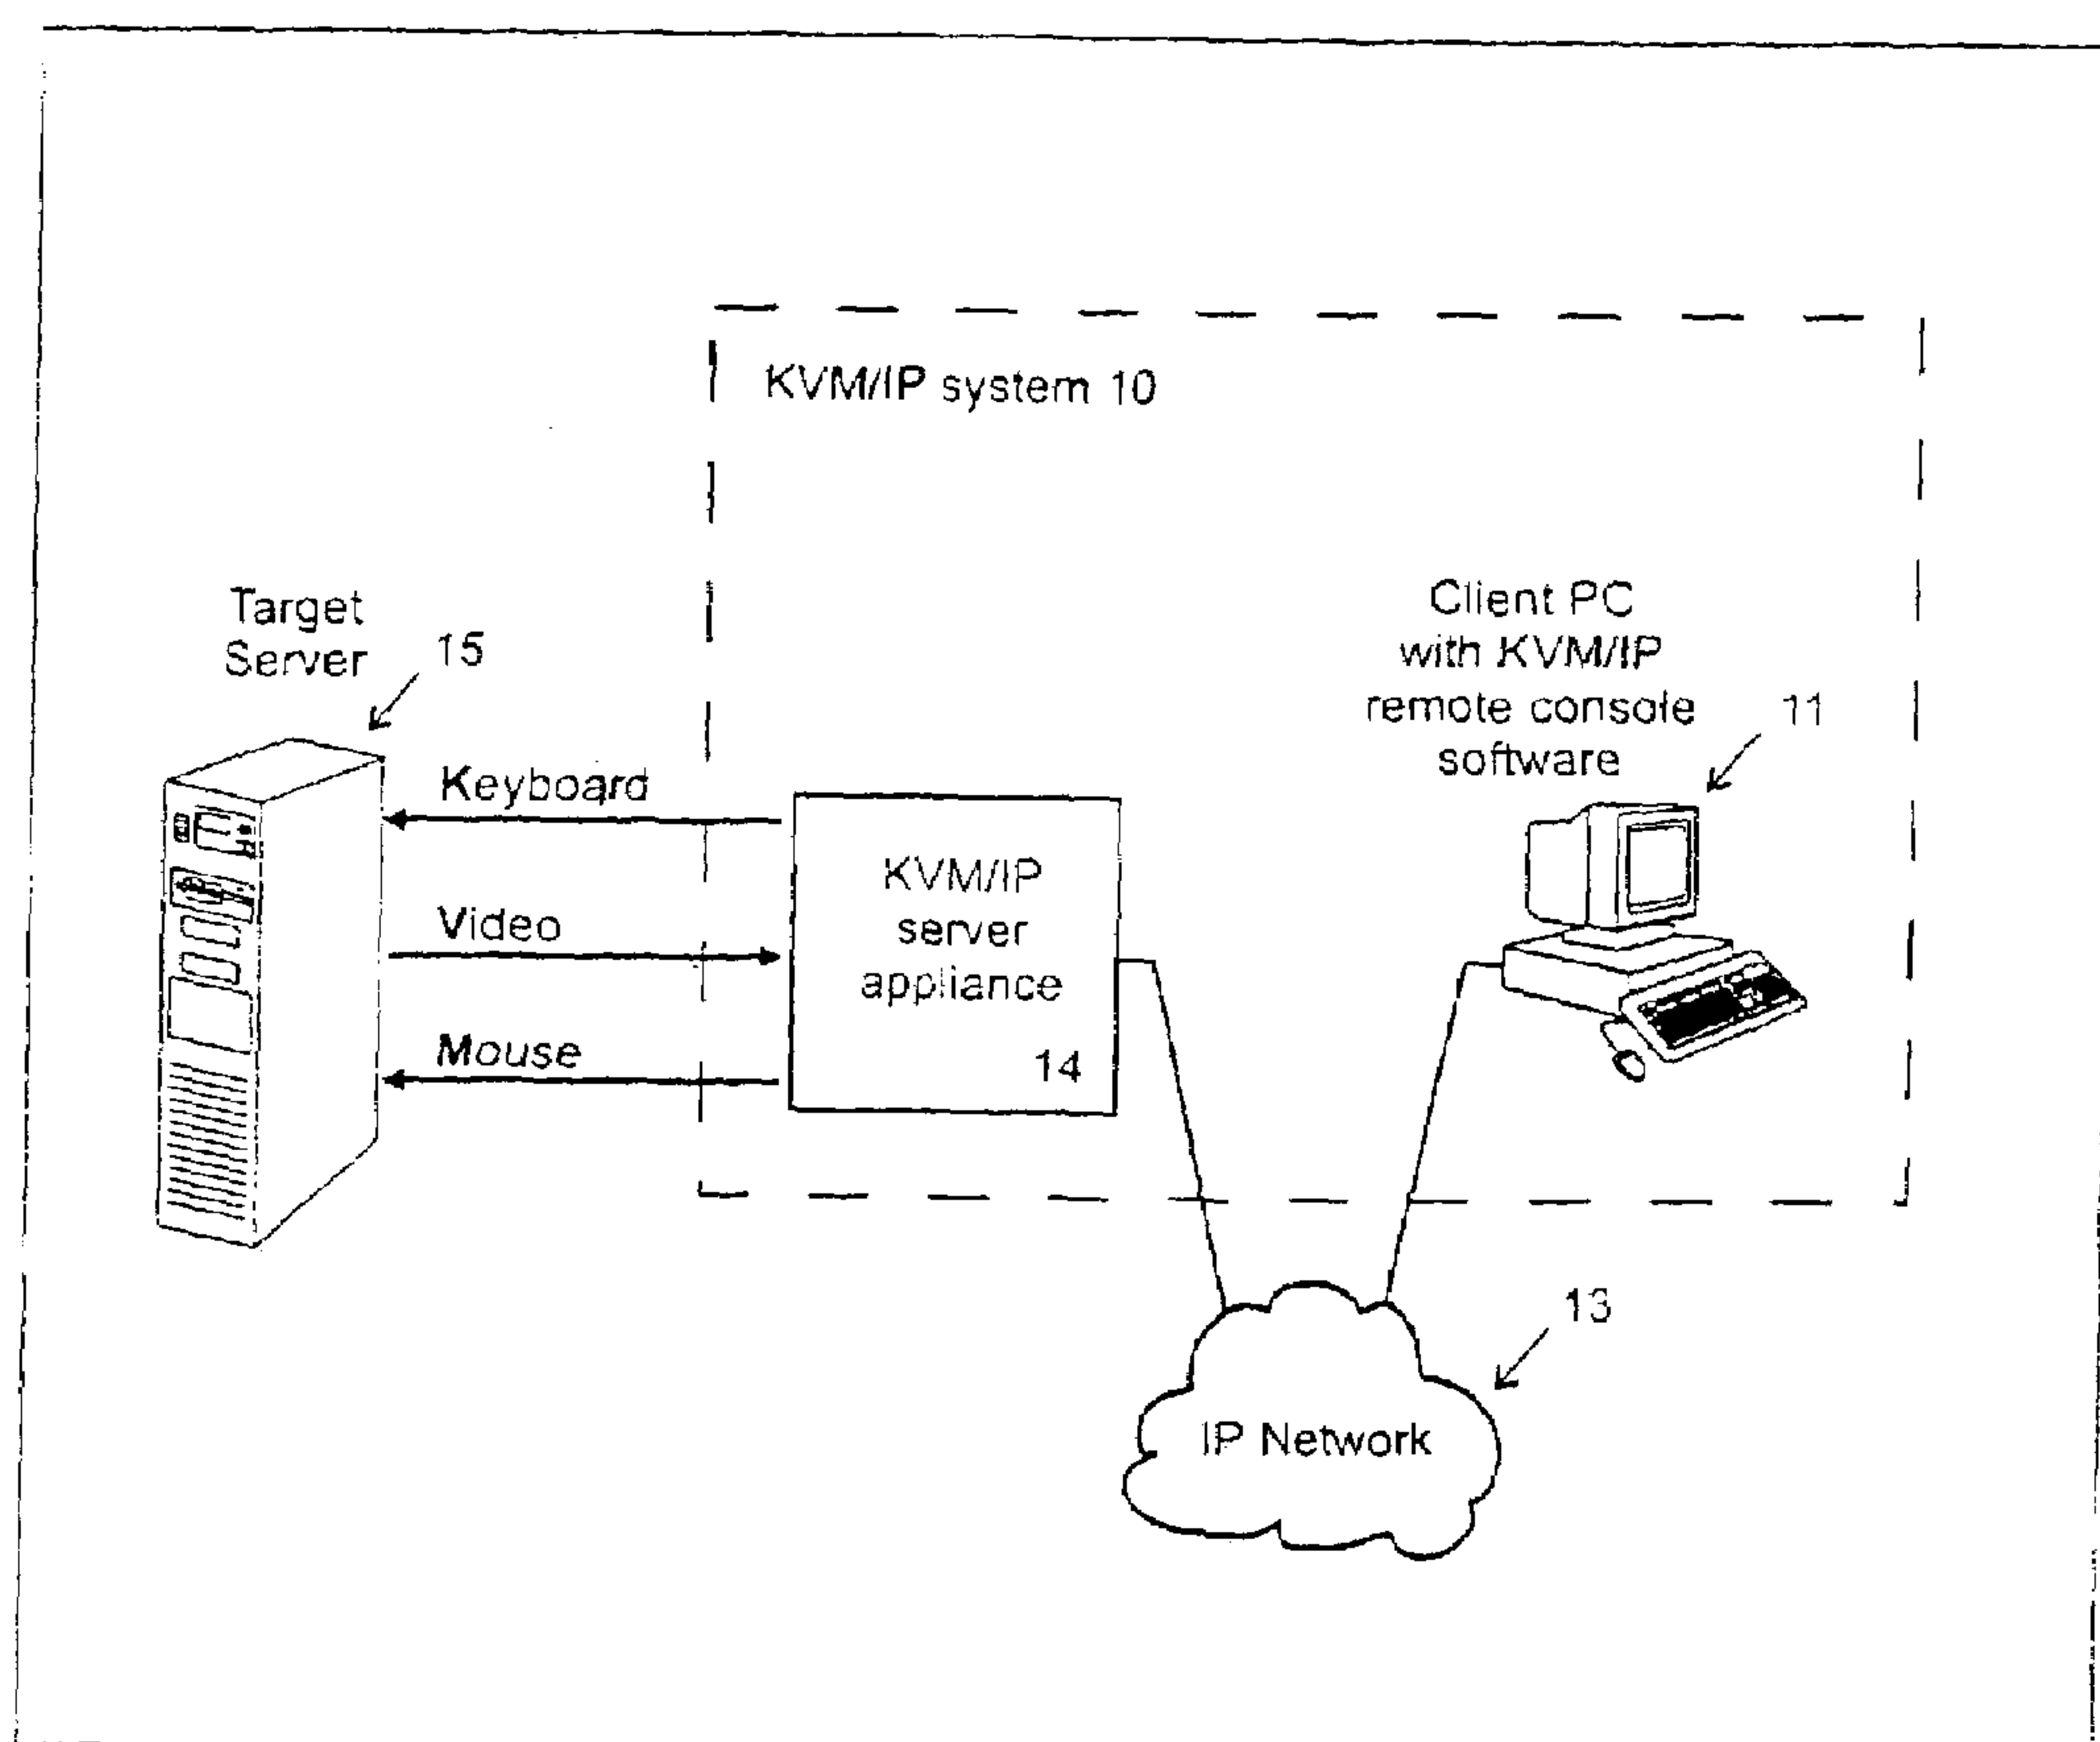 KVM/IP system 10
Target
Server
15
Client PC
with KVM/IP
remote console
software
11
Keyboard
Video
Mouse
KVM/IP
server
appliance
14
13
IP Network